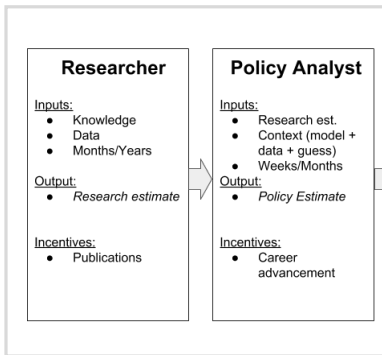 Researcher
Inputs:
● Knowledge
● Data
● Months/Years
Output:
● Research estimate
Incentives:
● Publications
Policy Analyst
Inputs:
● Research est.
● Context (model +
data + guess)
● Weeks/Months
Output:
● Policy Estimate
Incentives:
● Career
advancement